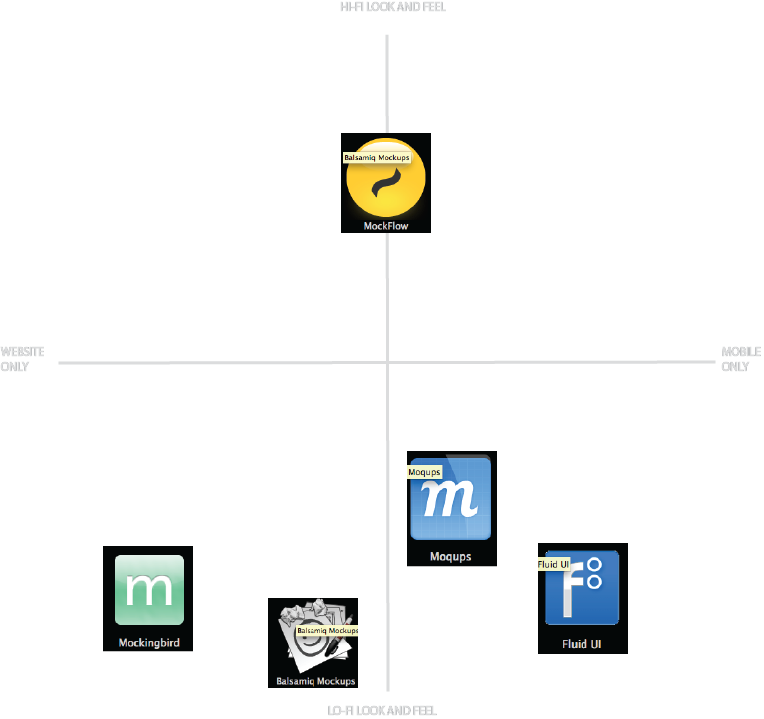 HI-FI LOOK AND FEEL
Balsamiq Mockups
MockFlow
WEBSITE
ONLY
MOBILE
ONLY
Moqups
m
Moqups
Fluid UI
f
Fluid UI
m
Mockingbird
Balsamiq Mockups
Balsamiq Mockups
LO-FI LOOK AND FEEL